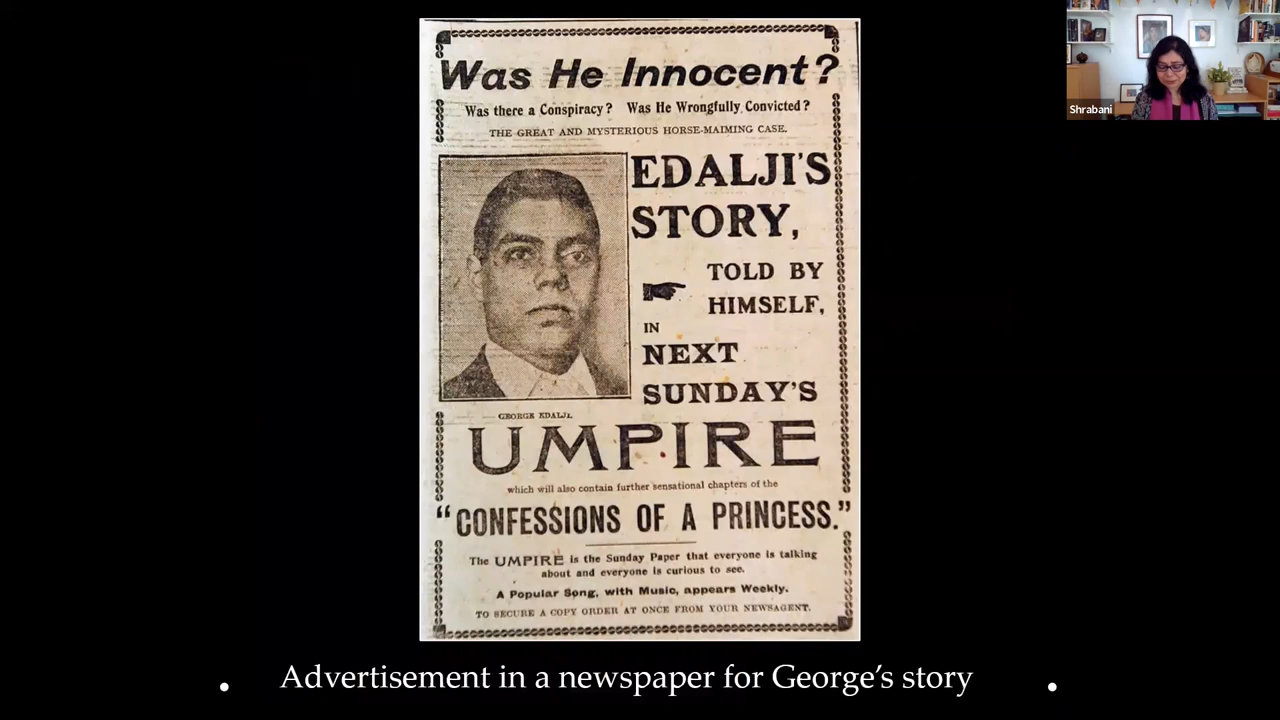 Was He Innocent?
Was there a Conspiracy? Was He Wrongfully Convicted?
THE GREAT AND MYSTERIOUS HORSE-MAIMING CASE.
EDALJI'S
STORY,
TOLD BY
HIMSELF,
IN
NEXT
SUNDAY'S
GEORGE EDALJI.
UMPIRE
which will also contain further sensational chapters of the
"CONFESSIONS OF A PRINCESS."
The UMPIRE is the Sunday Paper that everyone is talking
about and everyone is curious to see.
A Popular Song, with Music, appears Weekly.
TO SECURE A COPY ORDER AT ONCE FROM YOUR NEWSAGENT.
Advertisement in a newspaper for George's story
Shrabani